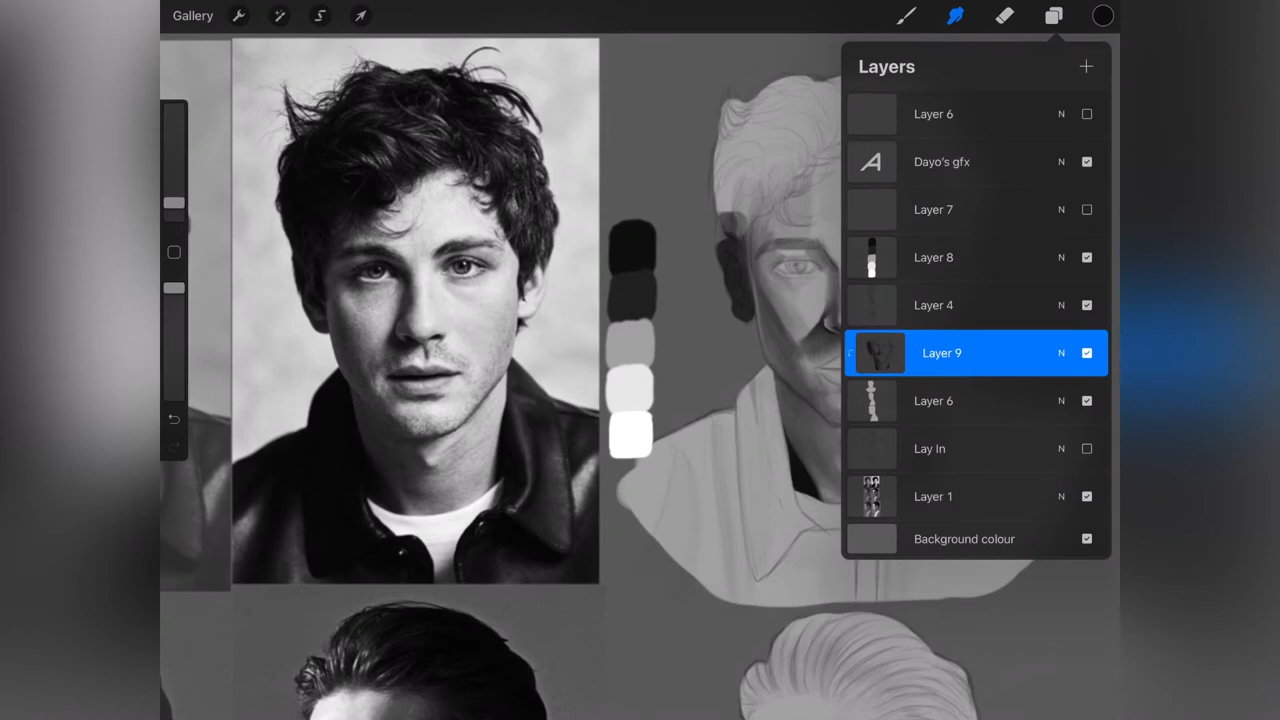 Gallery
Layers
Layer 6 N
Dayo's gfx N
Layer 7 N
Layer 8 N
Layer 4 N
Layer 9 N
Layer 6 N
Lay In N
Layer 1 N
Background colour